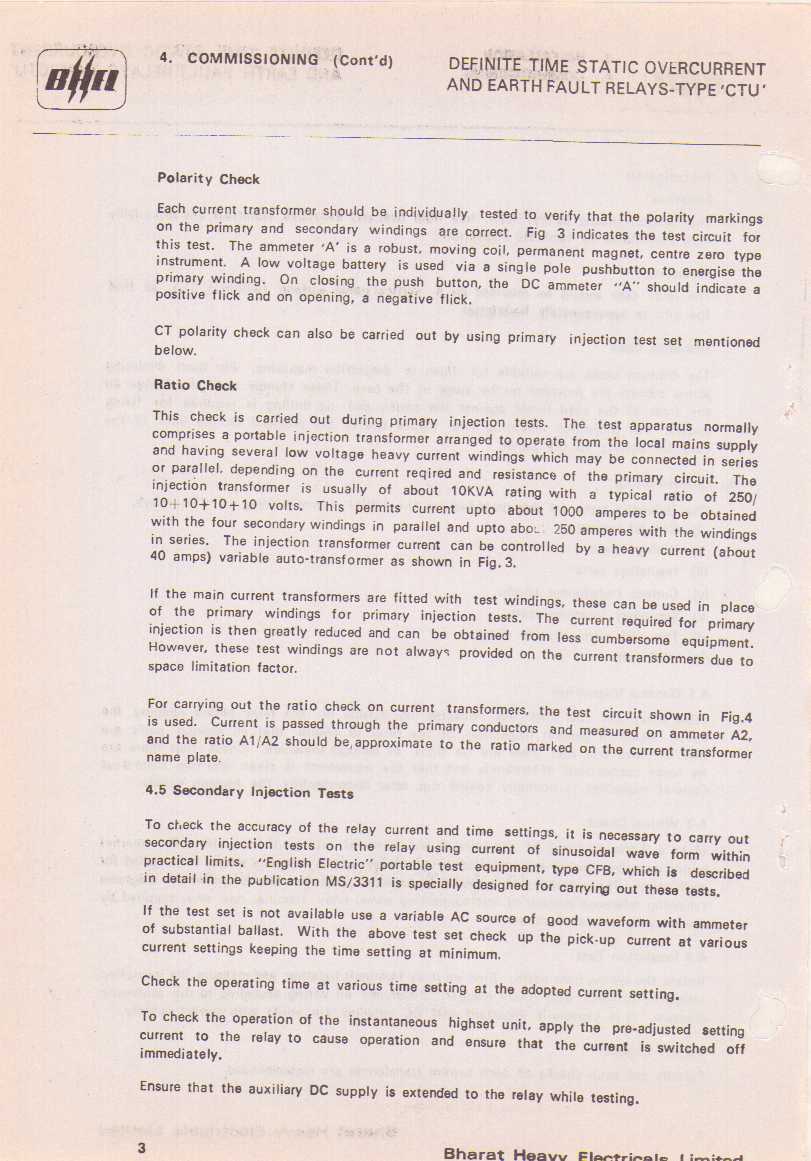 BHEL
4. COMMISSIONING (Cont'd)
DEFINITE TIME STATIC OVERCURRENT
AND EARTH FAULT RELAYS-TYPE 'CTU'
Polarity Check
Each current transformer should be individually tested to verify that the polarity markings
on the primary and secondary windings are correct. Fig 3 indicates the test circuit for
this test. The ammeter 'A' is a robust, moving coil, permanent magnet, centre zero type
instrument. A low voltage battery is used via a single pole pushbutton to energise the
primary winding. On closing the push button, the DC ammeter "A" should indicate a
positive flick and on opening, a negative flick.
CT polarity check can also be carried out by using primary injection test set mentioned
below.
Ratio Check
This check is carried out during primary injection tests. The test apparatus normally
comprises a portable injection transformer arranged to operate from the local mains supply
and having several low voltage heavy current windings which may be connected in series
or parallel, depending on the current reqired and resistance of the primary circuit. The
injection transformer is usually of about 10KVA rating with a typical ratio of 250/
10+10+10+10 volts. This permits current upto about 1000 amperes to be obtained
with the four secondary windings in parallel and upto 250 amperes with the windings
in series. The injection transformer current can be controlled by a heavy current (about
40 amps) variable auto-transformer as shown in Fig. 3.
If the main current transformers are fitted with test windings, these can be used in place
of the primary windings for primary injection tests. The current required for primary
injection is then greatly reduced and can be obtained from less cumbersome equipment.
However, these test windings are not always provided on the current transformers due to
space limitation factor.
For carrying out the ratio check on current transformers, the test circuit shown in Fig.4
is used. Current is passed through the primary conductors and measured on ammeter A2,
and the ratio A1/A2 should be, approximate to the ratio marked on the current transformer
name plate.
4.5 Secondary Injection Tests
To check the accuracy of the relay current and time settings, it is necessary to carry out
secondary injection tests on the relay using current of sinusoidal wave form within
practical limits. "English Electric" portable test equipment, type CFB, which is described
in detail in the publication MS/3311 is specially designed for carrying out these tests.
If the test set is not available use a variable AC source of good waveform with ammeter
of substantial ballast. With the above test set check up the pick-up current at various
current settings keeping the time setting at minimum.
Check the operating time at various time setting at the adopted current setting.
To check the operation of the instantaneous highset unit, apply the pre-adjusted setting
current to the relay to cause operation and ensure that the current is switched off
immediately.
Ensure that the auxiliary DC supply is extended to the relay while testing.
3
Bharat Heavy Electricals Limited